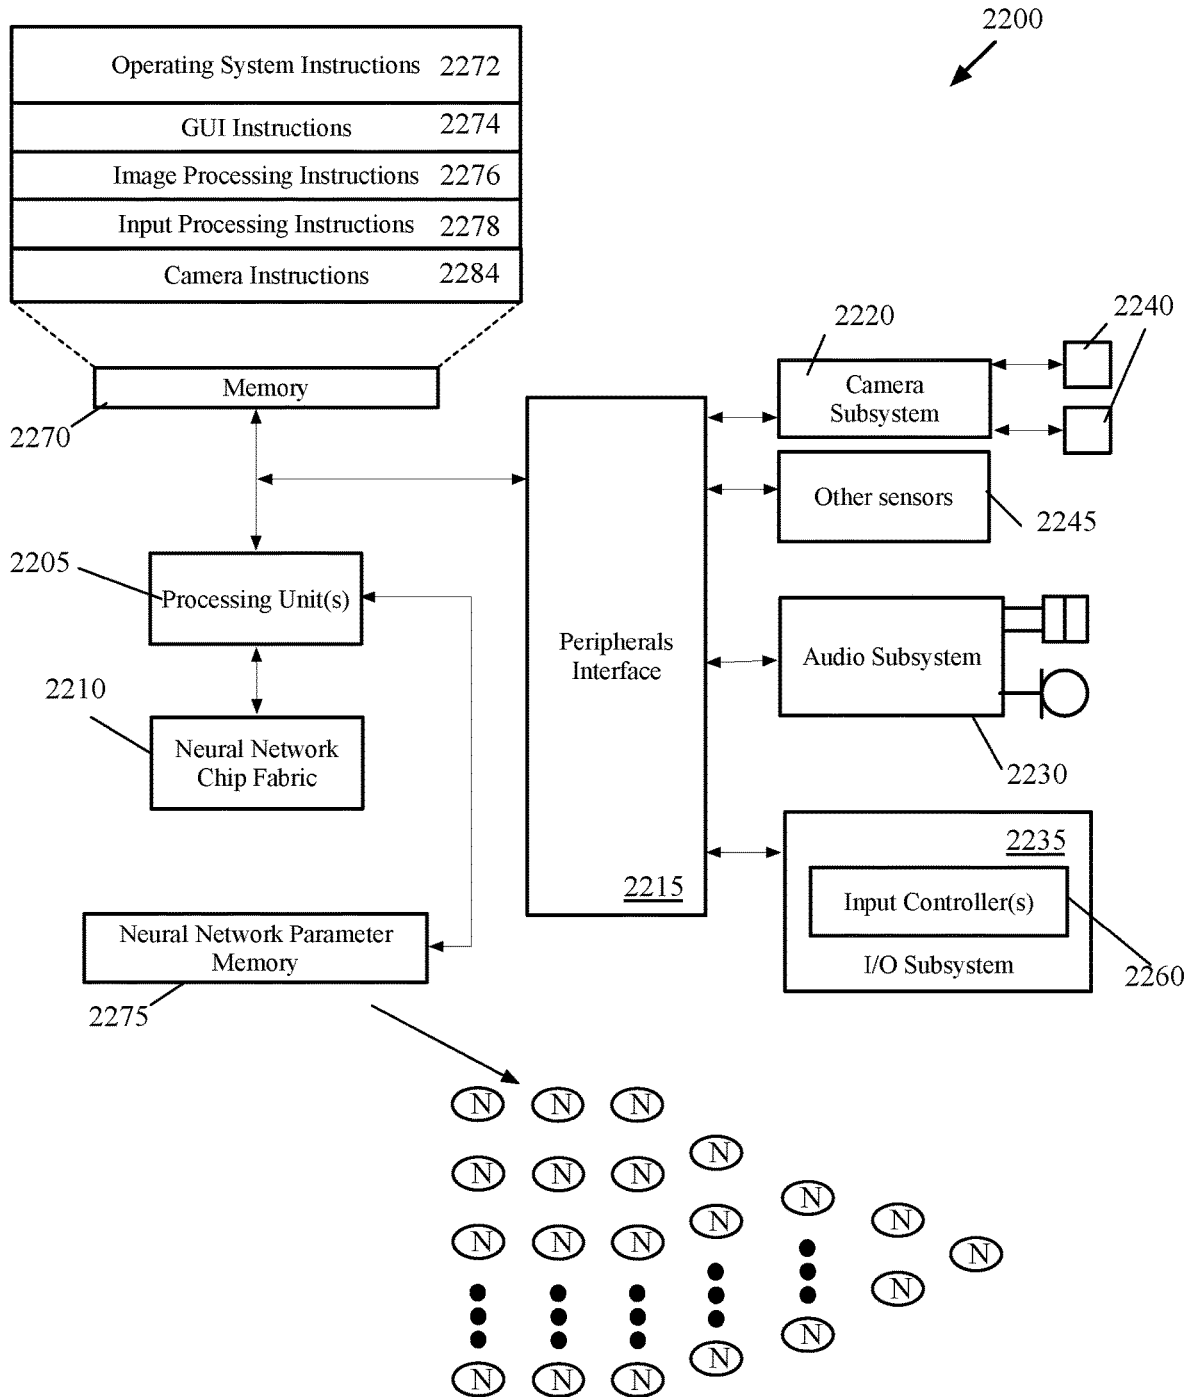 2200
Operating System Instructions 2272
GUI Instructions 2274
Image Processing Instructions 2276
Input Processing Instructions 2278
Camera Instructions 2284
Memory
2270
2205
Processing Unit(s)
2210
Neural Network
Chip Fabric
Neural Network Parameter
Memory
2275
Peripherals
Interface
2215
2220
2240
Camera
Subsystem
Other sensors
2245
Audio Subsystem
2230
2235
Input Controller(s)
I/O Subsystem
2260
N N N
N
N N N
N
N N
N N N
N
N
N
N
N N N